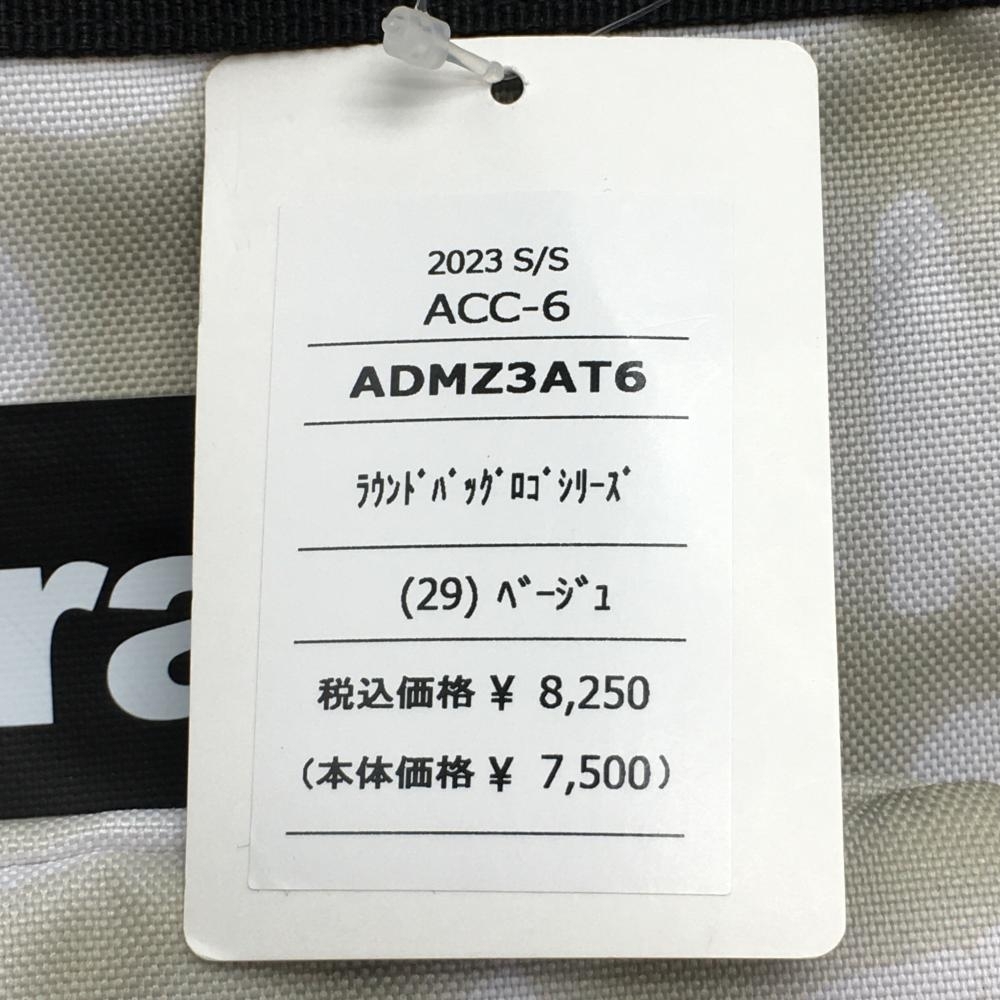 2023 S/S
ACC-6
ADMZ3AT6
ﾗｳﾝﾄﾞﾊﾞｯｸﾞﾛｺﾞｼﾘｰｽﾞ
(29) ﾍﾞｰｼﾞｭ
税込価格 ¥ 8,250
(本体価格 ¥ 7,500)
ra